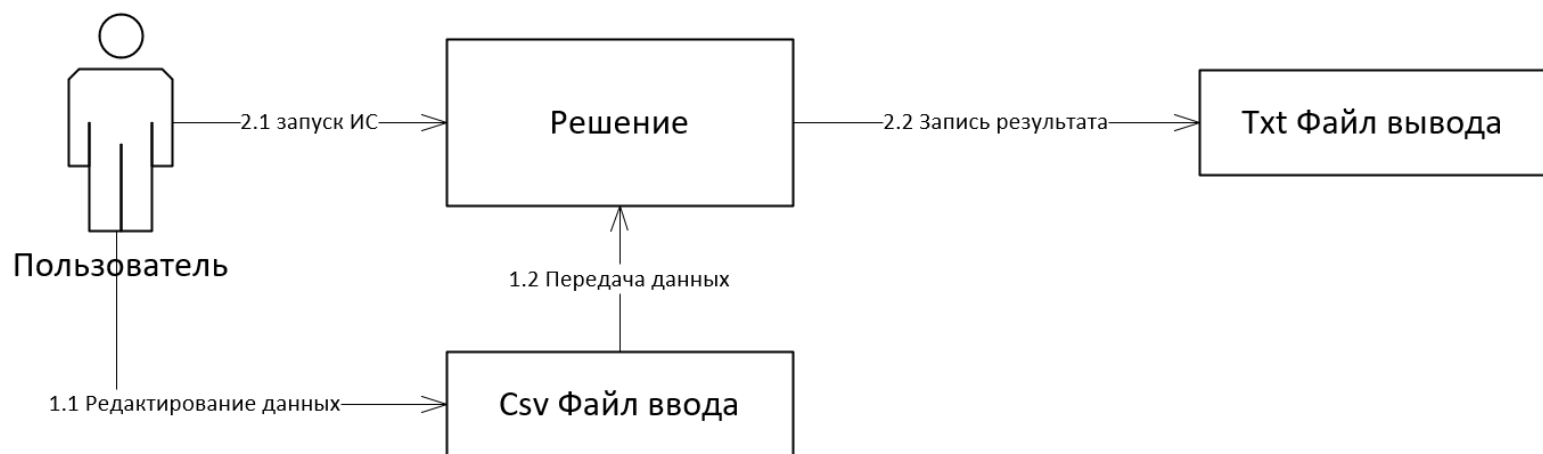 2.1 запуск ИС
Решение
2.2 Запись результата
Txt Файл вывода
Пользователь
1.2 Передача данных
1.1 Редактирование данных
Csv Файл ввода